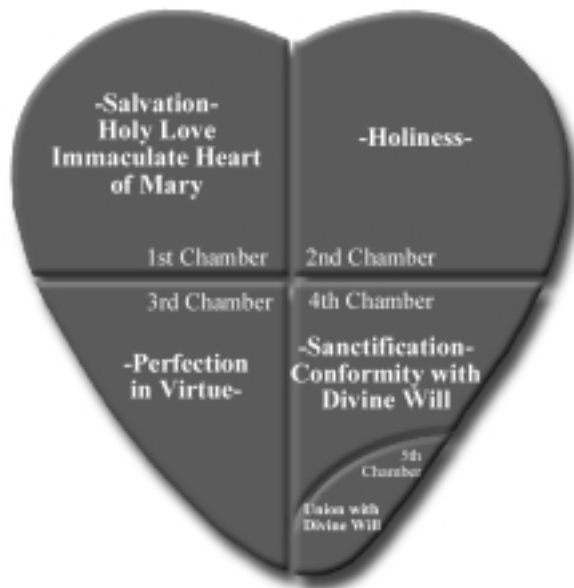 -Salvation-
Holy Love
Immaculate Heart
of Mary
1st Chamber
-Holiness-
2nd Chamber
3rd Chamber
-Perfection
in Virtue-
4th Chamber
-Sanctification-
Conformity with
Divine Will
5th
Chamber
Union with
Divine Will